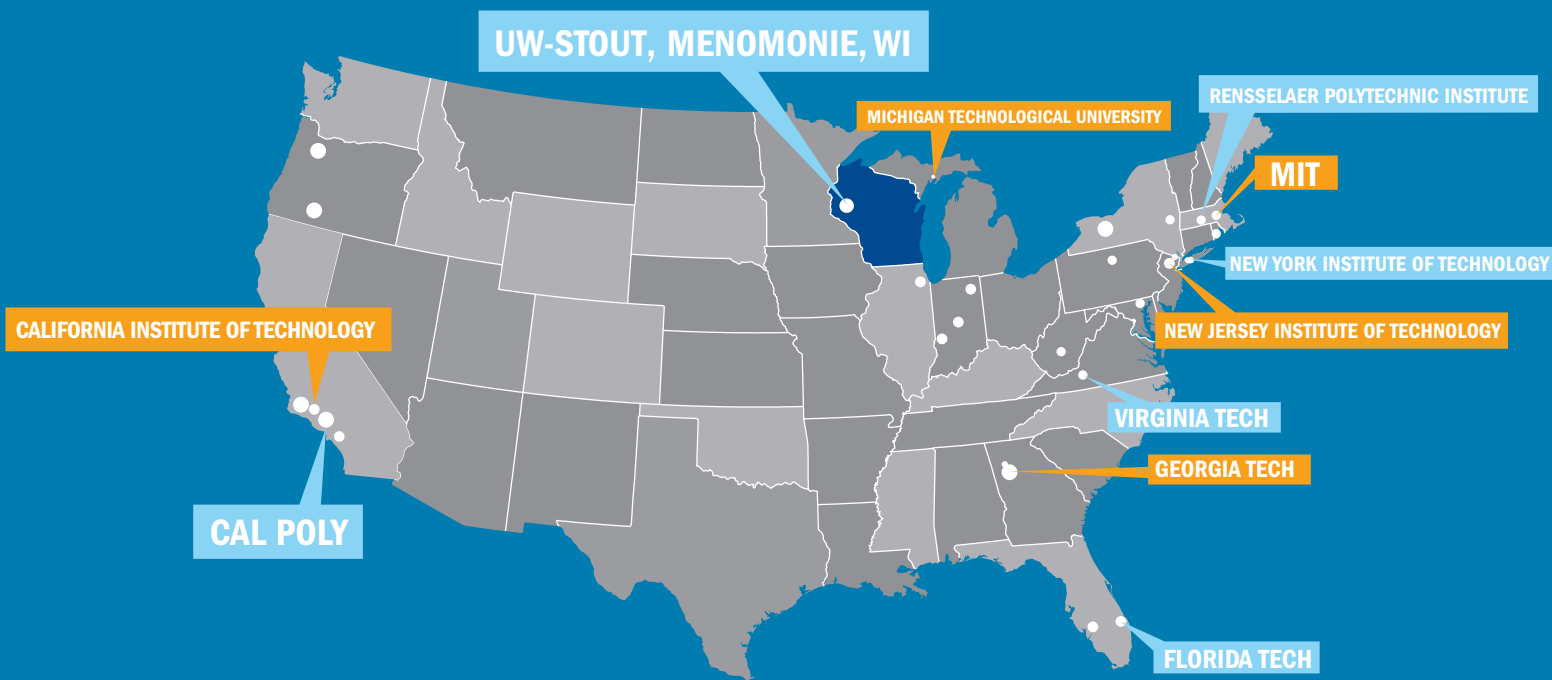 UW-STOUT, MENOMONIE, WI
RENSSELAER POLYTECHNIC INSTITUTE
MICHIGAN TECHNOLOGICAL UNIVERSITY
MIT
NEW YORK INSTITUTE OF TECHNOLOGY
CALIFORNIA INSTITUTE OF TECHNOLOGY
NEW JERSEY INSTITUTE OF TECHNOLOGY
VIRGINIA TECH
GEORGIA TECH
CAL POLY
FLORIDA TECH